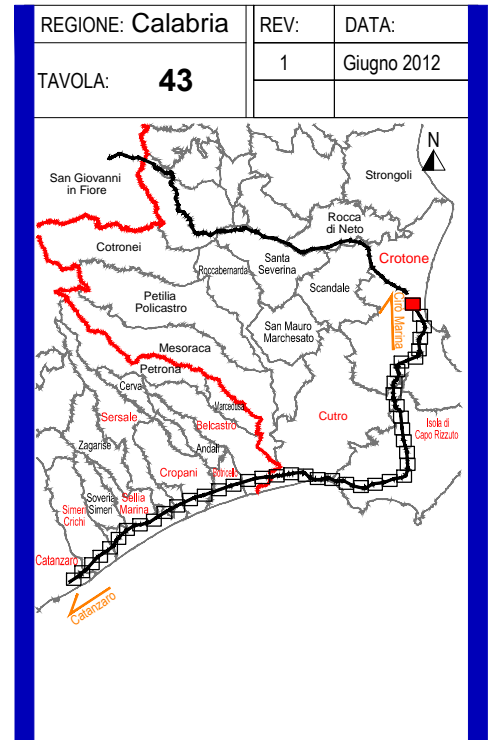 REGIONE: Calabria
REV:
DATA:
TAVOLA: 43
1
Giugno 2012
N
San Giovanni
in Fiore
Strongoli
Rocca
di Neto
Cotronei
Santa
Severina
Crotone
Roccabernarda
Scandale
Petilia
Policastro
Cirò Marina
San Mauro
Marchesato
Mesoraca
Petrona
Cerva
Marcedusa
Sersale
Belcastro
Cutro
Isola di
Capo Rizzuto
Zagarise
Andali
Cropani
Botricello
Soveria
Simeri
Sellia
Marina
Simeri
Crichi
Catanzaro
Catanzaro